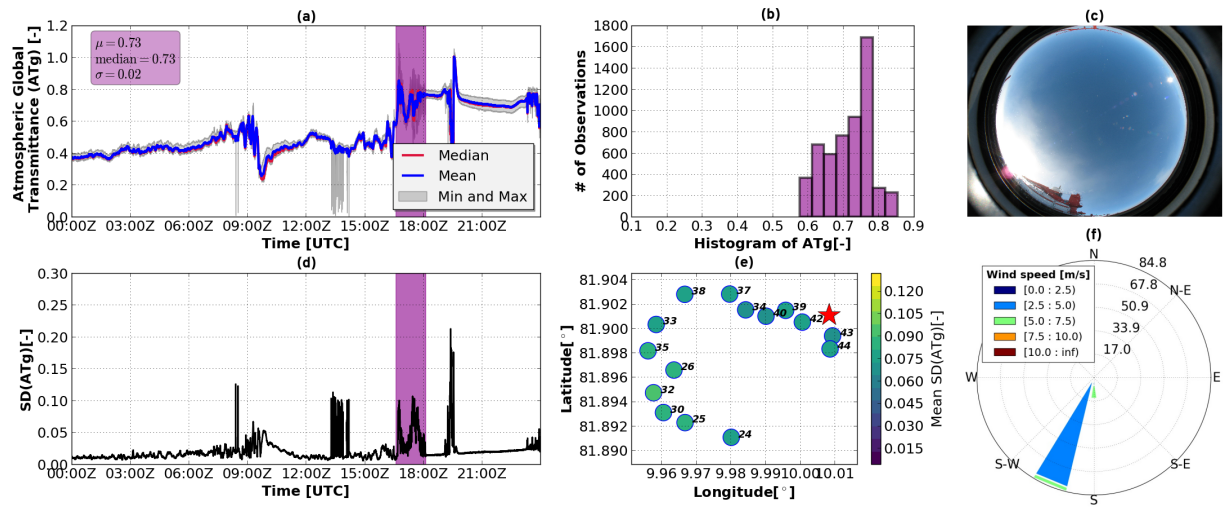 (a)
Atmospheric Global
Transmittance (ATg) [-]
1.2
1.0
0.8
0.6
0.4
0.2
0.0
μ = 0.73
median = 0.73
σ = 0.02
Median
Mean
Min and Max
00:00Z 03:00Z 06:00Z 09:00Z 12:00Z 15:00Z 18:00Z 21:00Z
Time [UTC]
(b)
# of Observations
1800
1600
1400
1200
1000
800
600
400
200
0
0.1 0.2 0.3 0.4 0.5 0.6 0.7 0.8 0.9
Histogram of ATg[-]
(c)
(d)
SD(ATg)[-]
0.30
0.25
0.20
0.15
0.10
0.05
0.00
00:00Z 03:00Z 06:00Z 09:00Z 12:00Z 15:00Z 18:00Z 21:00Z
Time [UTC]
(e)
Latitude[°]
81.904
81.902
81.900
81.898
81.896
81.894
81.892
81.890
38
37
34
40
39
42
43
44
33
35
26
32
30
25
24
9.96 9.97 9.98 9.99 10.00 10.01
Longitude[°]
0.120
0.105
0.090
0.075
0.060
0.045
0.030
0.015
Mean SD(ATg)[-]
(f)
Wind speed [m/s]
[0.0 : 2.5)
[2.5 : 5.0)
[5.0 : 7.5)
[7.5 : 10.0)
[10.0 : inf)
N
N-E
E
S-E
S
S-W
W
84.8
67.8
50.9
33.9
17.0